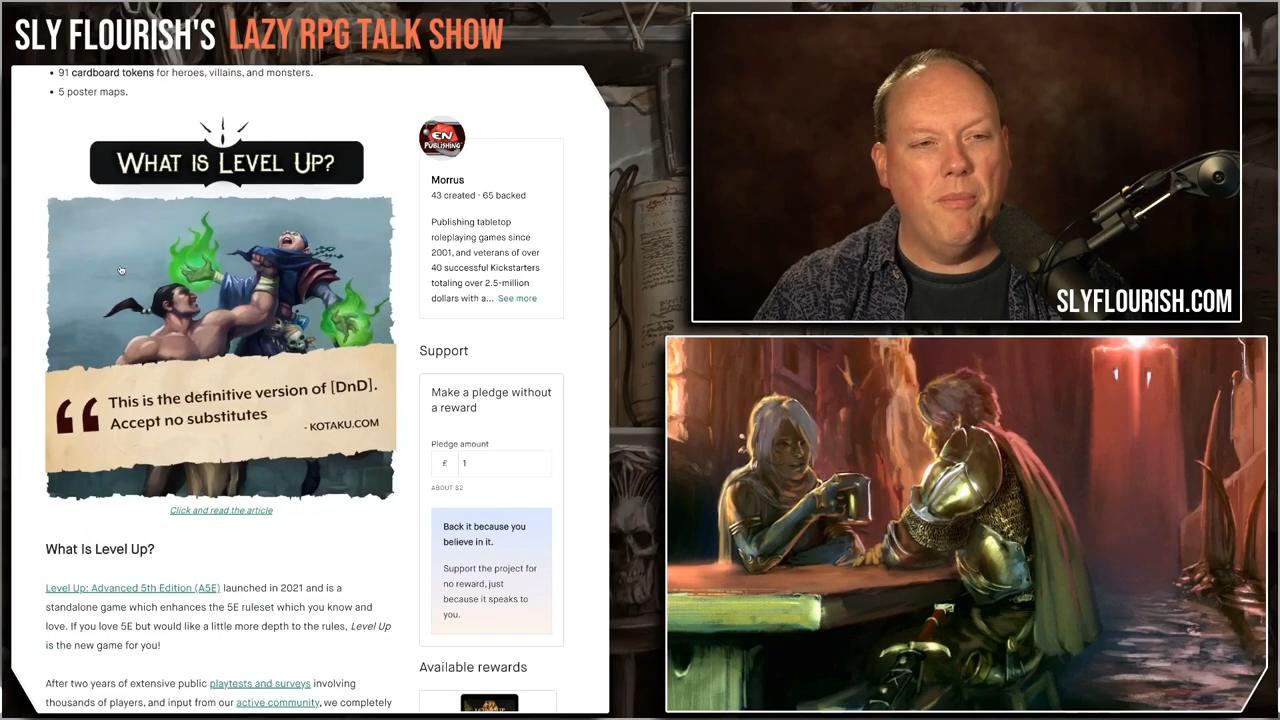 SLY FLOURISH'S LAZY RPG TALK SHOW
91 cardboard tokens for heroes, villains, and monsters.
5 poster maps.
WHAT IS LEVEL UP?
This is the definitive version of [DnD].
Accept no substitutes
- KOTAKU.COM
Click and read the article
What Is Level Up?
Level Up: Advanced 5th Edition (A5E) launched in 2021 and is a
standalone game which enhances the 5E ruleset which you know and
love. If you love 5E but would like a little more depth to the rules, Level Up
is the new game for you!
After two years of extensive public playtests and surveys involving
thousands of players, and input from our active community, we completely
EN
PUBLISHING
Morrus
43 created · 65 backed
Publishing tabletop
roleplaying games since
2001, and veterans of over
40 successful Kickstarters
totaling over 2.5-million
dollars with a... See more
Support
Make a pledge without
a reward
Pledge amount
£ 1
ABOUT $2
Back it because you
believe in it.
Support the project for
no reward, just
because it speaks to
you.
Available rewards
SLYFLOURISH.COM